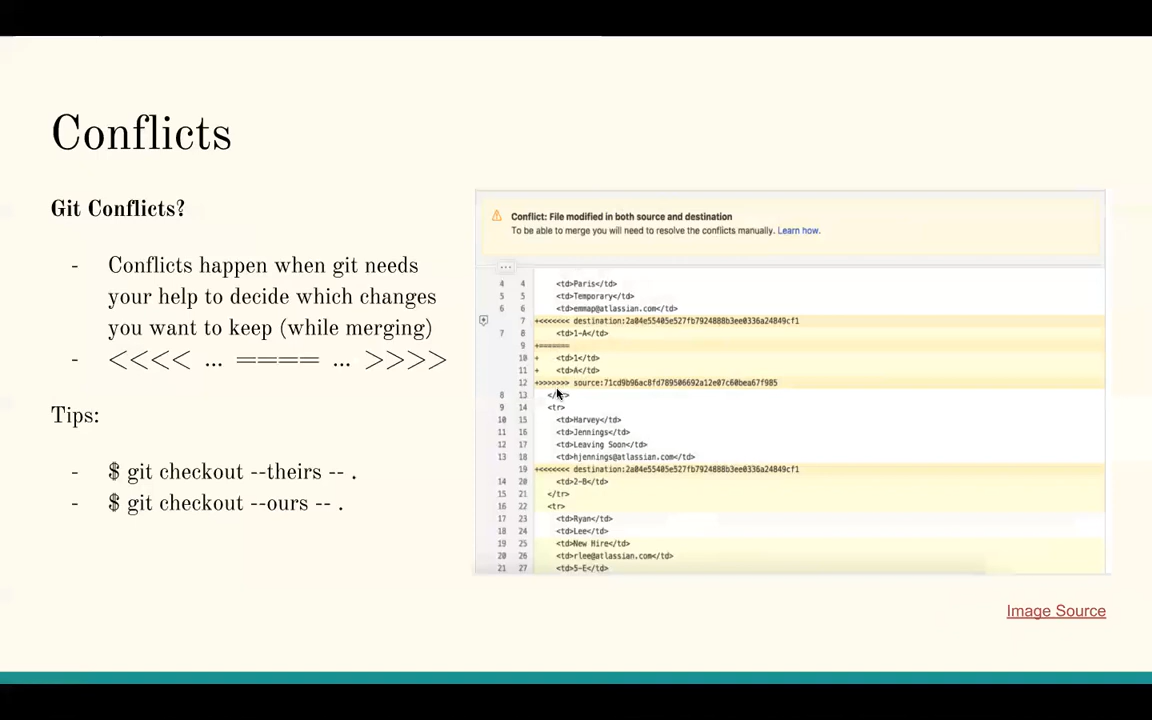 Conflicts
Git Conflicts?
- Conflicts happen when git needs
your help to decide which changes
you want to keep (while merging)
- <<<< ... ==== ... >>>>
Tips:
- $ git checkout --theirs -- .
- $ git checkout --ours -- .
Conflict: File modified in both source and destination
To be able to merge you will need to resolve the conflicts manually. Learn how.
...
4 4 <td>Paris</td>
5 5 <td>Temporary</td>
6 6 <td>emmap@atlassian.com</td>
7 +<<<<<<< destination:2a04e55405e527fb7924888b3ee0336a24849cf1
7 8 <td>1-A</td>
9 +=======
10 + <td>1</td>
11 + <td>A</td>
12 +>>>>>>> source:71cd9b96ac8fd789506692a12e07c60bea67f985
8 13 </tr>
9 14 <tr>
10 15 <td>Harvey</td>
11 16 <td>Jennings</td>
12 17 <td>Leaving Soon</td>
13 18 <td>hjennings@atlassian.com</td>
19 +<<<<<<< destination:2a04e55405e527fb7924888b3ee0336a24849cf1
14 20 <td>2-B</td>
15 21 </tr>
16 22 <tr>
17 23 <td>Ryan</td>
18 24 <td>Lee</td>
19 25 <td>New Hire</td>
20 26 <td>rlee@atlassian.com</td>
21 27 <td>5-E</td>
Image Source